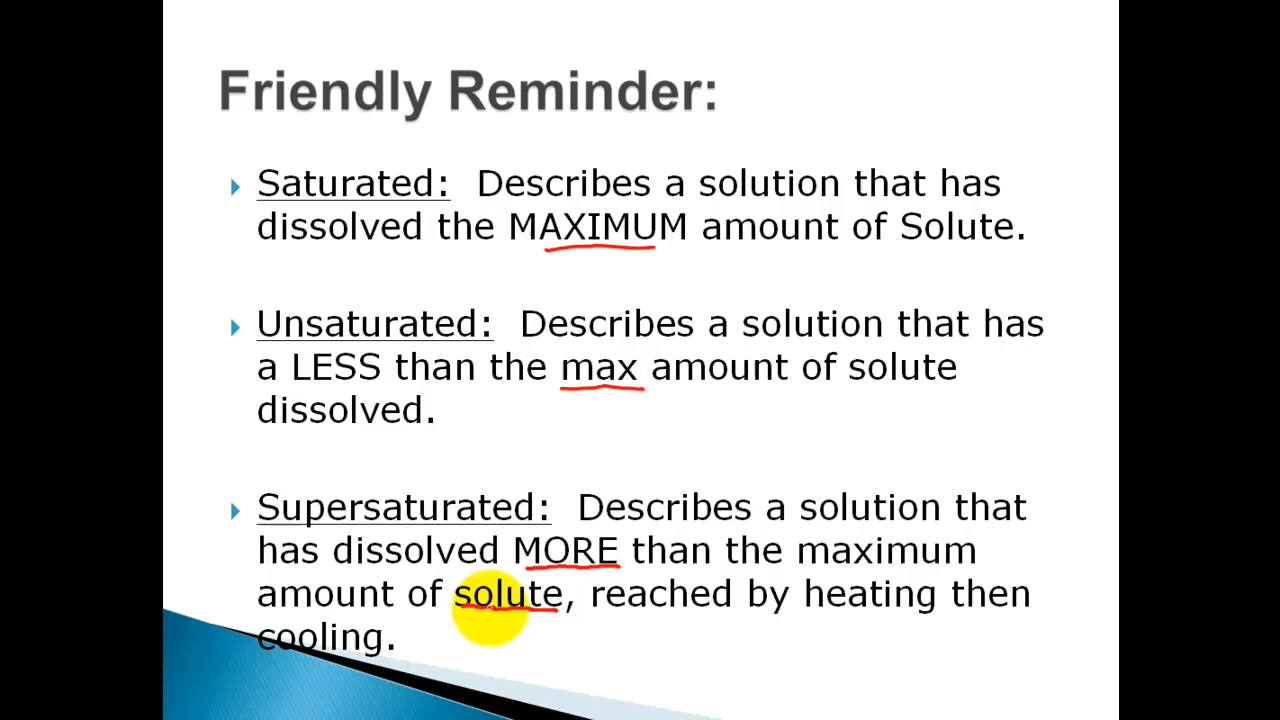 Friendly Reminder:
Saturated: Describes a solution that has
dissolved the MAXIMUM amount of Solute.
Unsaturated: Describes a solution that has
a LESS than the max amount of solute
dissolved.
Supersaturated: Describes a solution that
has dissolved MORE than the maximum
amount of solute, reached by heating then
cooling.